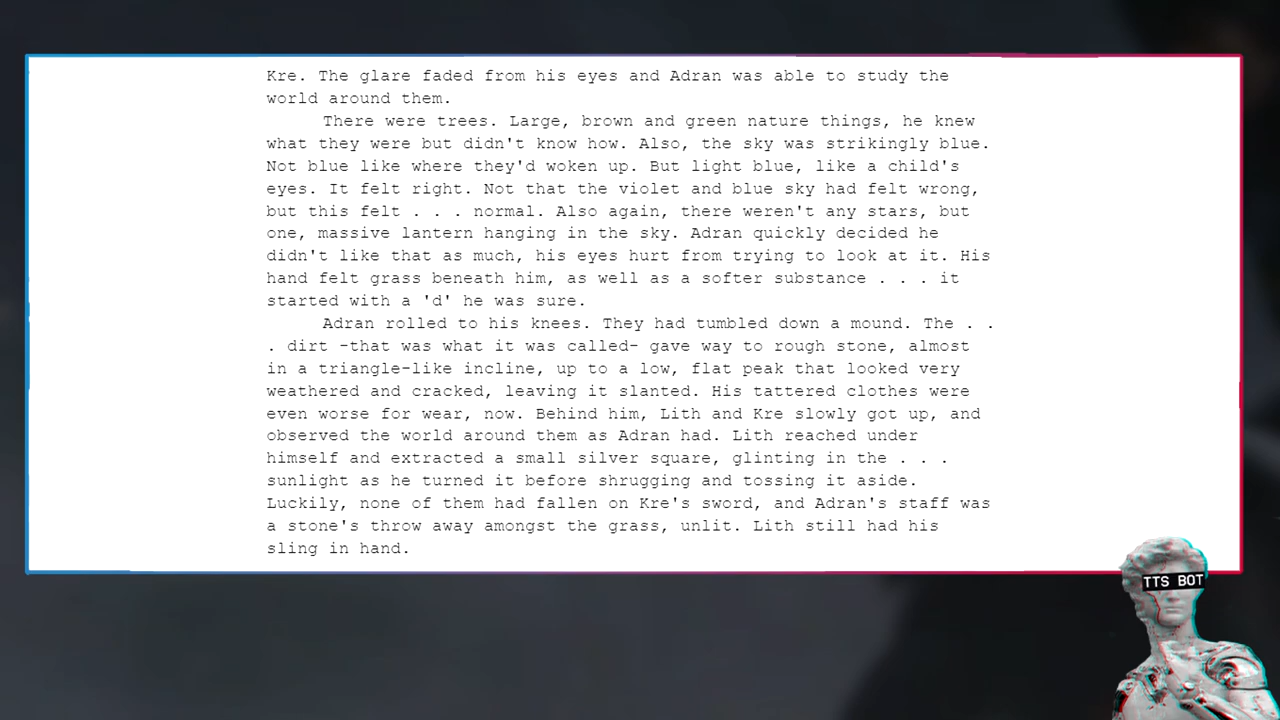 Kre. The glare faded from his eyes and Adran was able to study the
world around them.
There were trees. Large, brown and green nature things, he knew
what they were but didn't know how. Also, the sky was strikingly blue.
Not blue like where they'd woken up. But light blue, like a child's
eyes. It felt right. Not that the violet and blue sky had felt wrong,
but this felt . . . normal. Also again, there weren't any stars, but
one, massive lantern hanging in the sky. Adran quickly decided he
didn't like that as much, his eyes hurt from trying to look at it. His
hand felt grass beneath him, as well as a softer substance . . . it
started with a 'd' he was sure.
Adran rolled to his knees. They had tumbled down a mound. The . .
. dirt -that was what it was called- gave way to rough stone, almost
in a triangle-like incline, up to a low, flat peak that looked very
weathered and cracked, leaving it slanted. His tattered clothes were
even worse for wear, now. Behind him, Lith and Kre slowly got up, and
observed the world around them as Adran had. Lith reached under
himself and extracted a small silver square, glinting in the . . .
sunlight as he turned it before shrugging and tossing it aside.
Luckily, none of them had fallen on Kre's sword, and Adran's staff was
a stone's throw away amongst the grass, unlit. Lith still had his
sling in hand.
TTS BOT